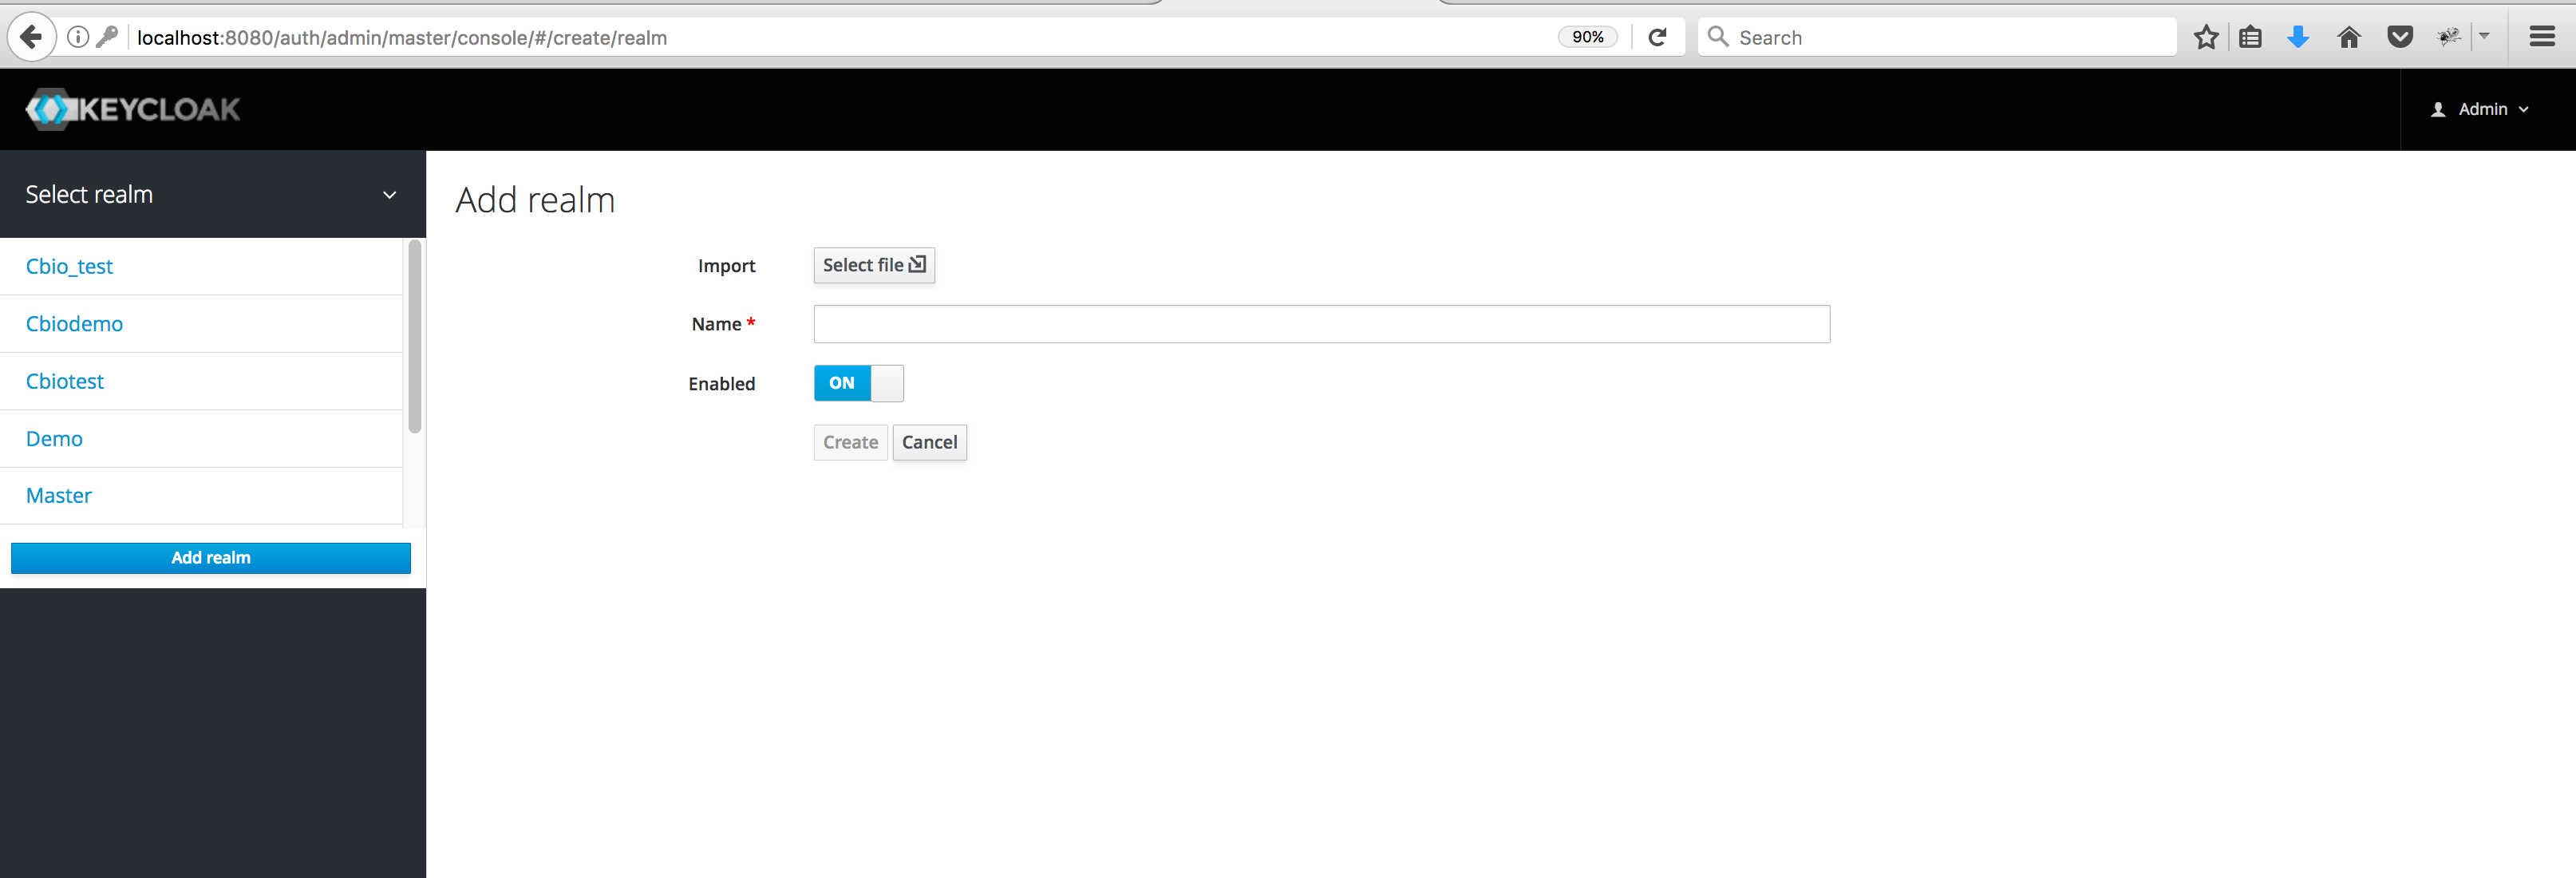 localhost:8080/auth/admin/master/console/#/create/realm
90%
Search
KEYCLOAK
Admin
Select realm
Cbio_test
Cbiodemo
Cbiotest
Demo
Master
Add realm
Add realm
Import
Select file
Name *
Enabled
ON
Create
Cancel